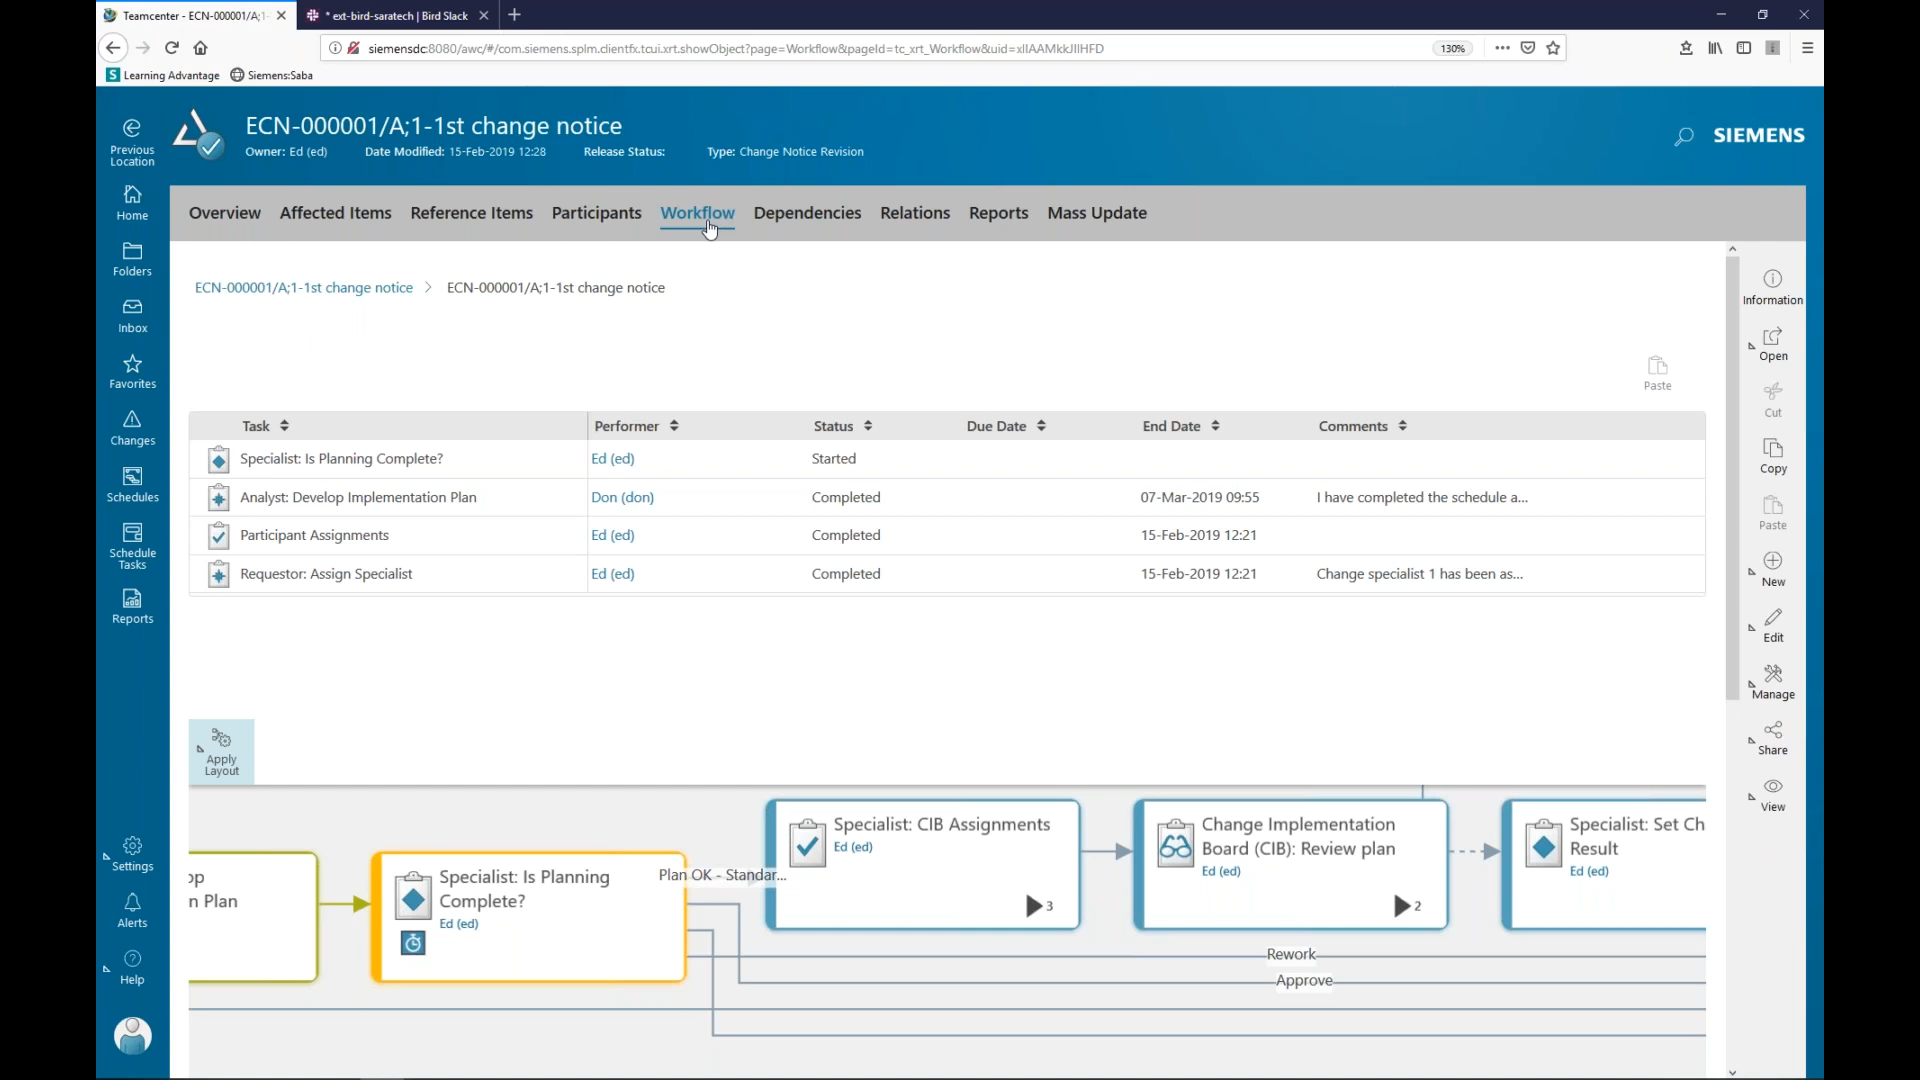 Teamcenter - ECN-000001/A;1-
* ext-bird-saratech | Bird Slack
siemensdc:8080/awc/#/com.siemens.splm.clientfx.tcui.xrt.showObject?page=Workflow&pageId=tc_xrt_Workflow&uid=xlIAAMkkJIIHFD
130%
S Learning Advantage
Siemens:Saba
Previous
Location
ECN-000001/A;1-1st change notice
Owner: Ed (ed)
Date Modified: 15-Feb-2019 12:28
Release Status:
Type: Change Notice Revision
SIEMENS
Home
Folders
Inbox
Favorites
Changes
Schedules
Schedule
Tasks
Reports
Settings
Alerts
Help
Overview
Affected Items
Reference Items
Participants
Workflow
Dependencies
Relations
Reports
Mass Update
ECN-000001/A;1-1st change notice > ECN-000001/A;1-1st change notice
Paste
Task Performer Status Due Date End Date Comments
Specialist: Is Planning Complete? Ed (ed) Started
Analyst: Develop Implementation Plan Don (don) Completed 07-Mar-2019 09:55 I have completed the schedule a...
Participant Assignments Ed (ed) Completed 15-Feb-2019 12:21
Requestor: Assign Specialist Ed (ed) Completed 15-Feb-2019 12:21 Change specialist 1 has been as...
Apply
Layout
op
n Plan
Specialist: Is Planning
Complete?
Ed (ed)
Plan OK - Standar...
Specialist: CIB Assignments
Ed (ed)
3
Change Implementation
Board (CIB): Review plan
Ed (ed)
2
Specialist: Set Ch
Result
Ed (ed)
Rework
Approve
Information
Open
Cut
Copy
Paste
New
Edit
Manage
Share
View